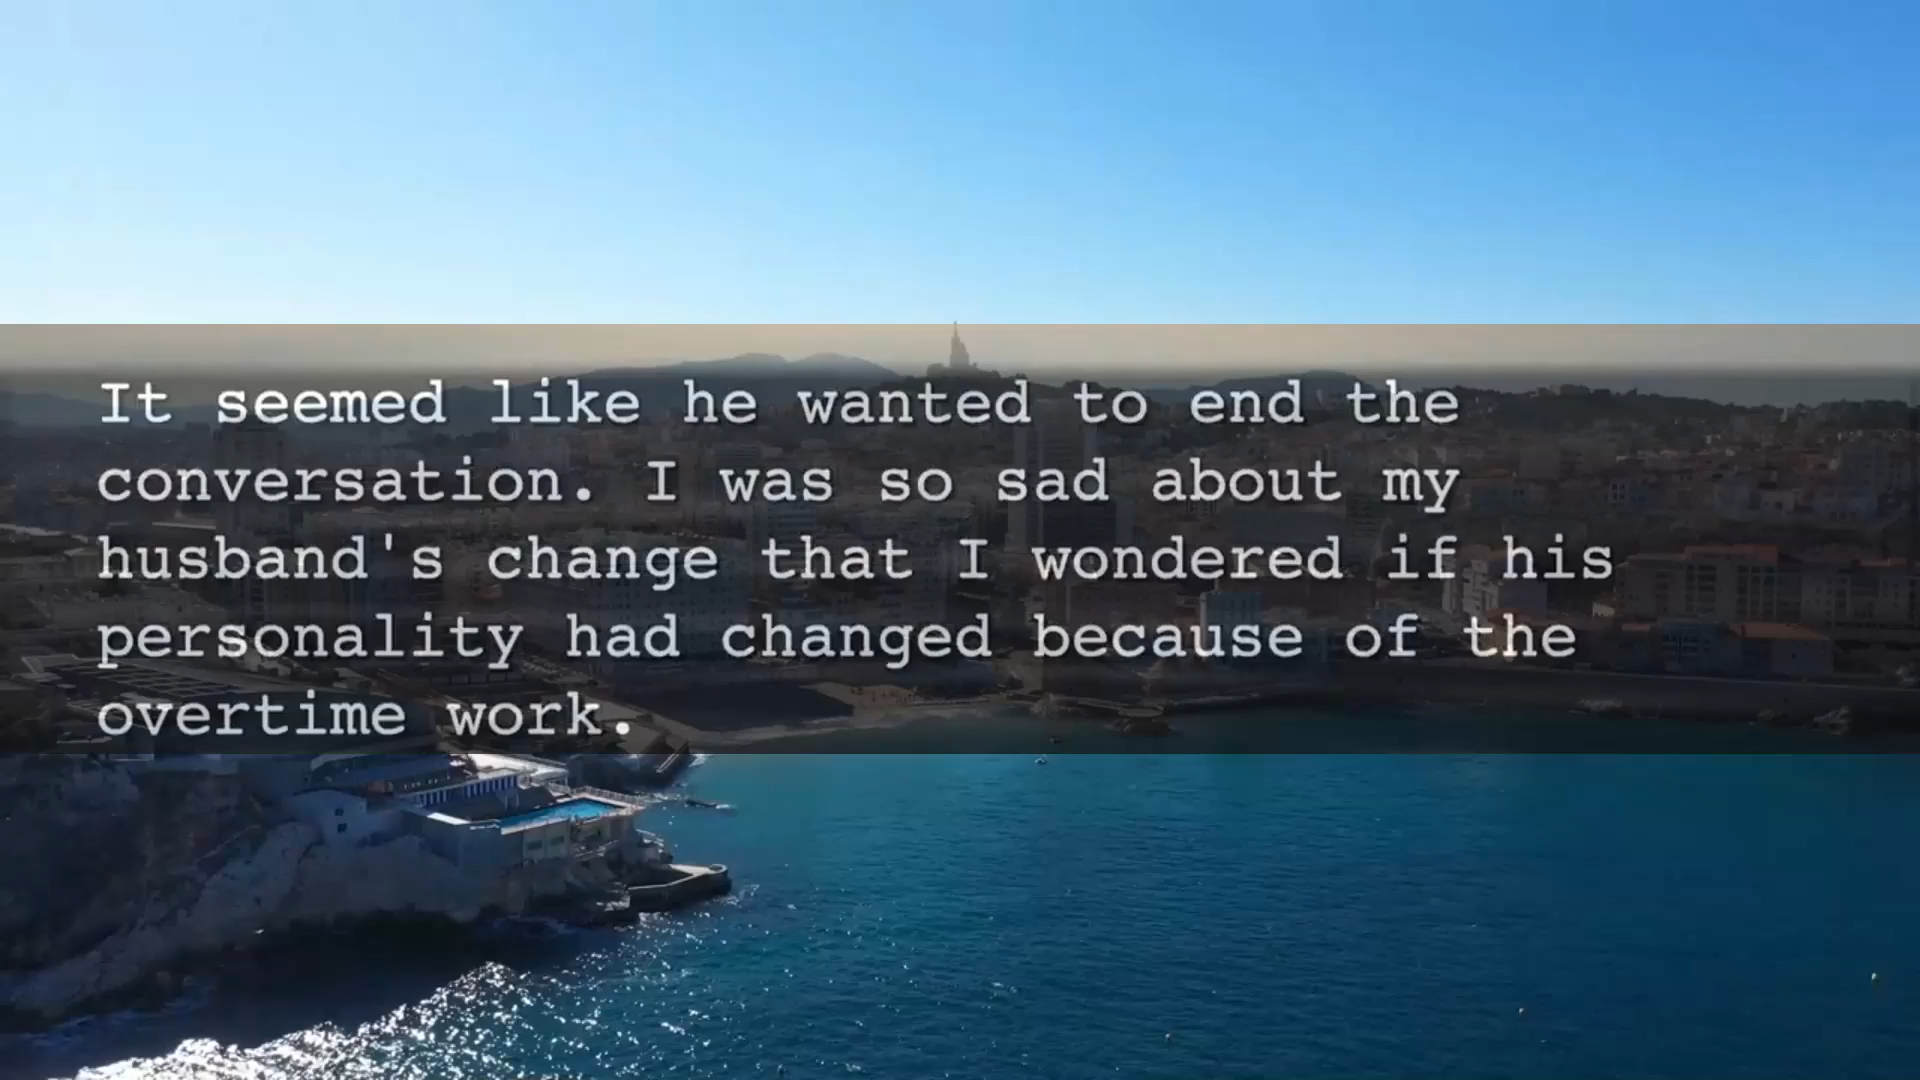 It seemed like he wanted to end the
conversation. I was so sad about my
husband's change that I wondered if his
personality had changed because of the
overtime work.